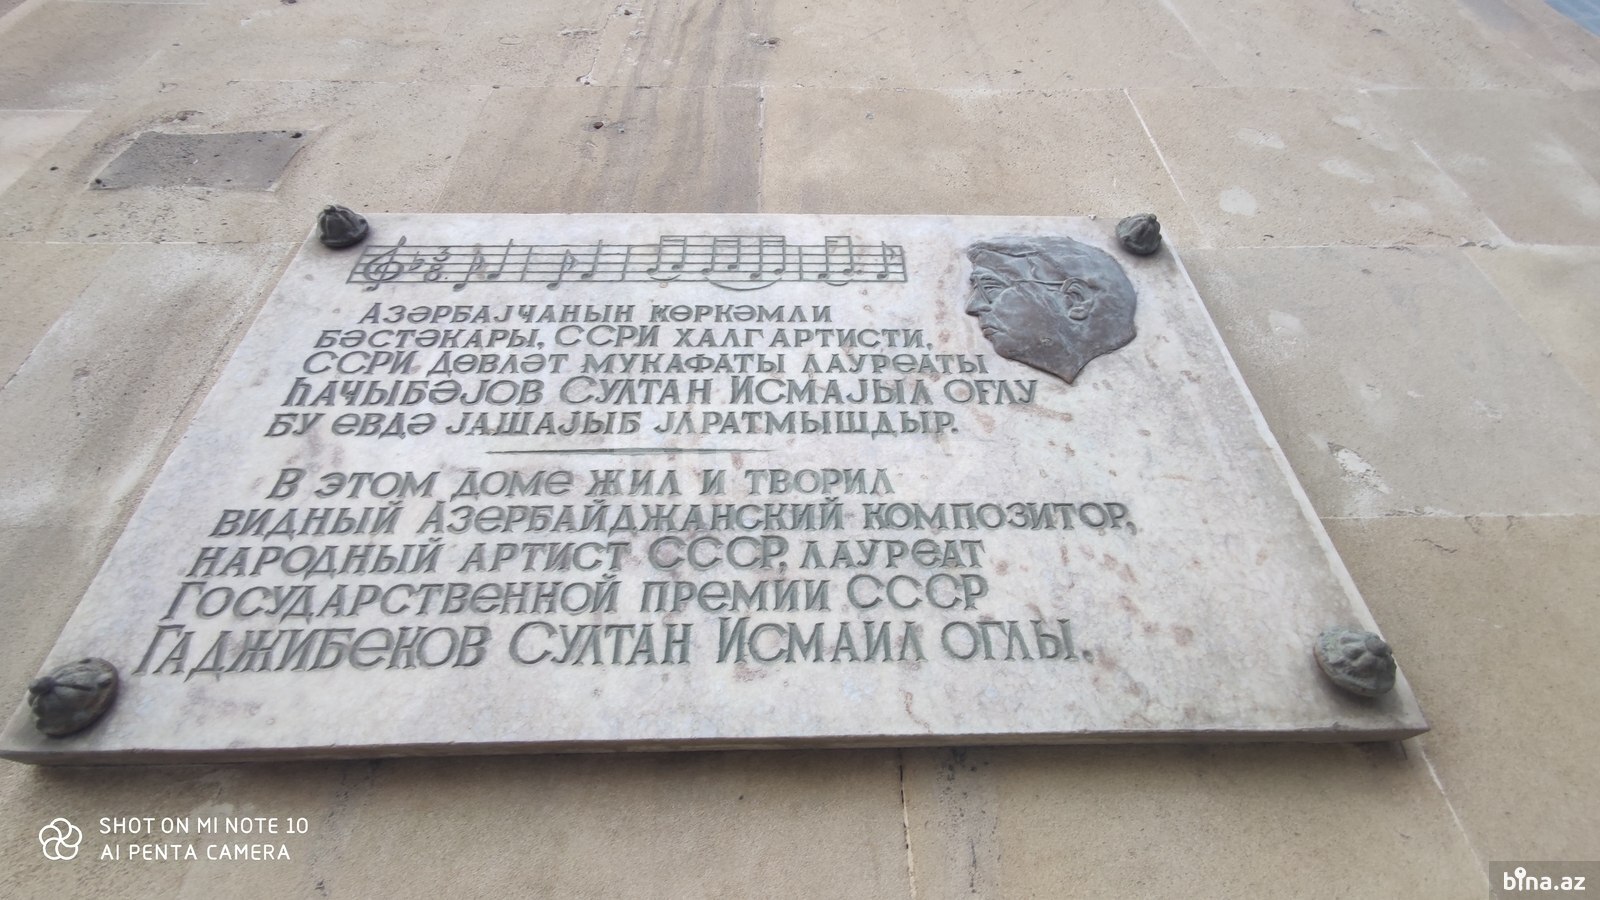 Азәрбајҹанын көркәмли
бәстәкары, ССРИ халг артисти,
ССРИ Дөвләт мүкафаты лауреаты
Һаҹыбәјов Султан Исмајыл оғлу
бу евдә јашајыб јаратмышдыр.
В этом доме жил и творил
видный Азербайджанский композитор,
народный артист СССР, лауреат
Государственной премии СССР
Гаджибеков Султан Исмаил оглы.
SHOT ON MI NOTE 10
AI PENTA CAMERA
bina.az